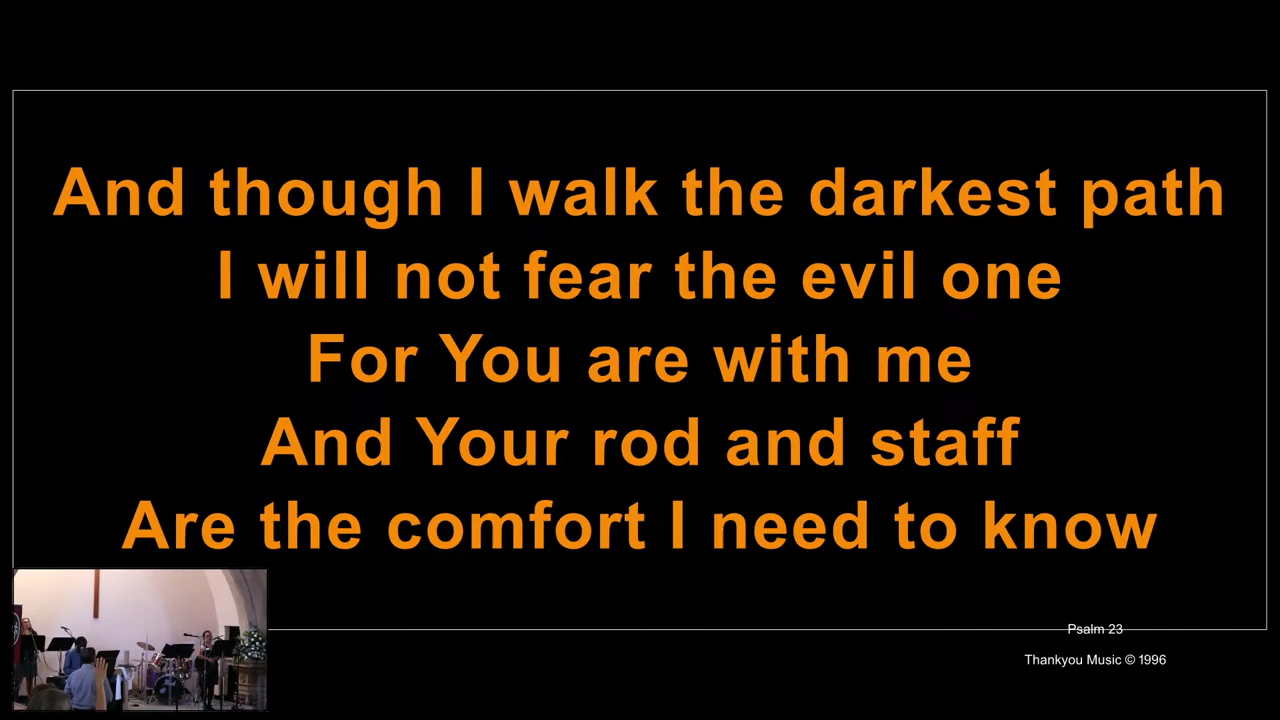 And though I walk the darkest path
I will not fear the evil one
For You are with me
And Your rod and staff
Are the comfort I need to know
Psalm 23
Thankyou Music © 1996